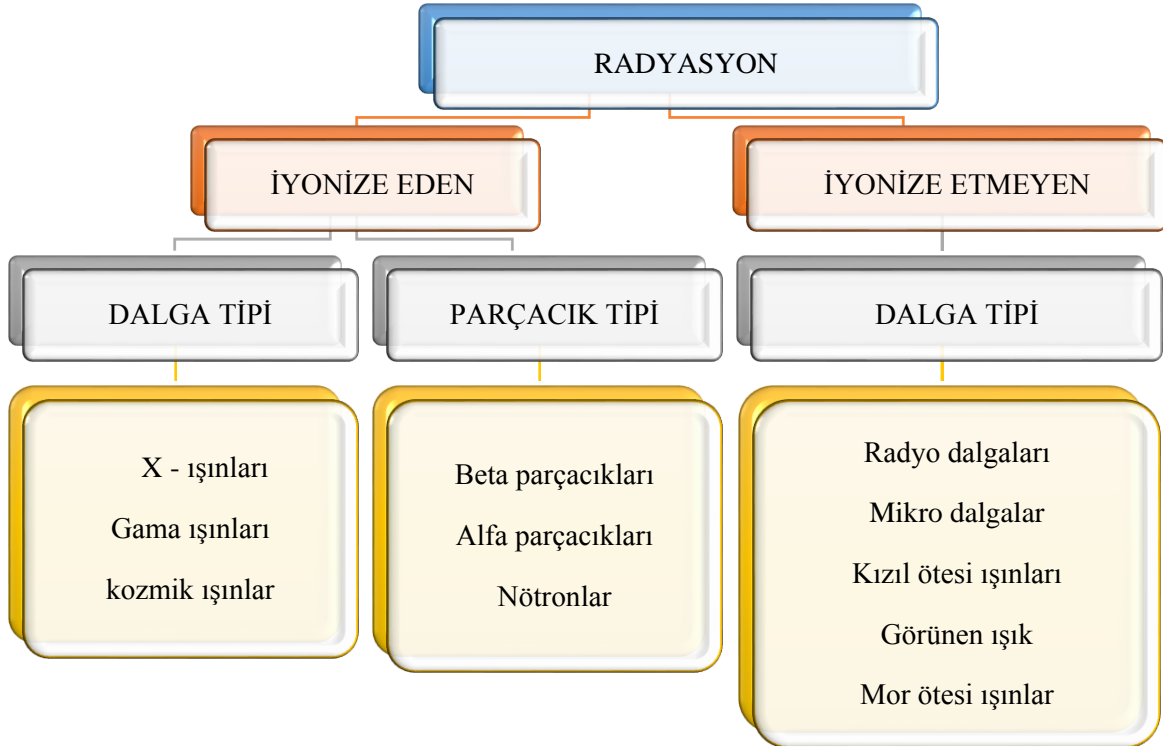 RADYASYON
İYONİZE EDEN
İYONİZE ETMEYEN
DALGA TİPİ
PARÇACIK TİPİ
DALGA TİPİ
X - ışınları
Gama ışınları
kozmik ışınlar
Beta parçacıkları
Alfa parçacıkları
Nötronlar
Radyo dalgaları
Mikro dalgalar
Kızıl ötesi ışınları
Görünen ışık
Mor ötesi ışınlar